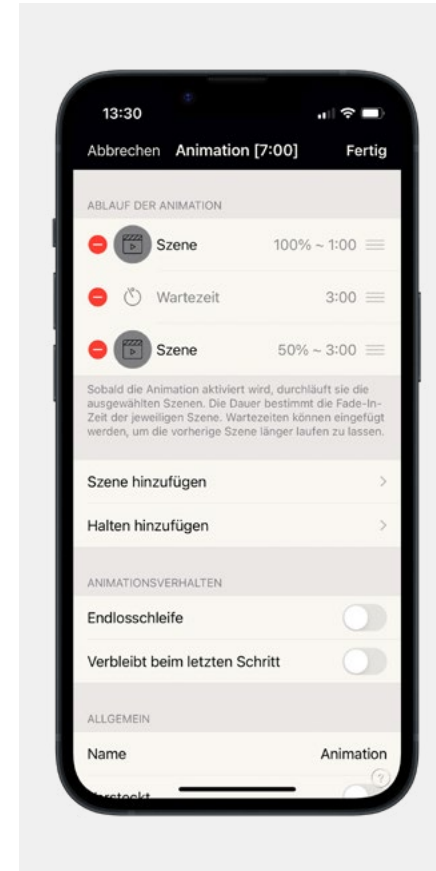 13:30
Abbrechen Animation [7:00] Fertig
ABLAUF DER ANIMATION
Szene 100% ~ 1:00
Wartezeit 3:00
Szene 50% ~ 3:00
Sobald die Animation aktiviert wird, durchläuft sie die
ausgewählten Szenen. Die Dauer bestimmt die Fade-In-
Zeit der jeweiligen Szene. Wartezeiten können eingefügt
werden, um die vorherige Szene länger laufen zu lassen.
Szene hinzufügen
Halten hinzufügen
ANIMATIONSVERHALTEN
Endlosschleife
Verbleibt beim letzten Schritt
ALLGEMEIN
Name Animation
?